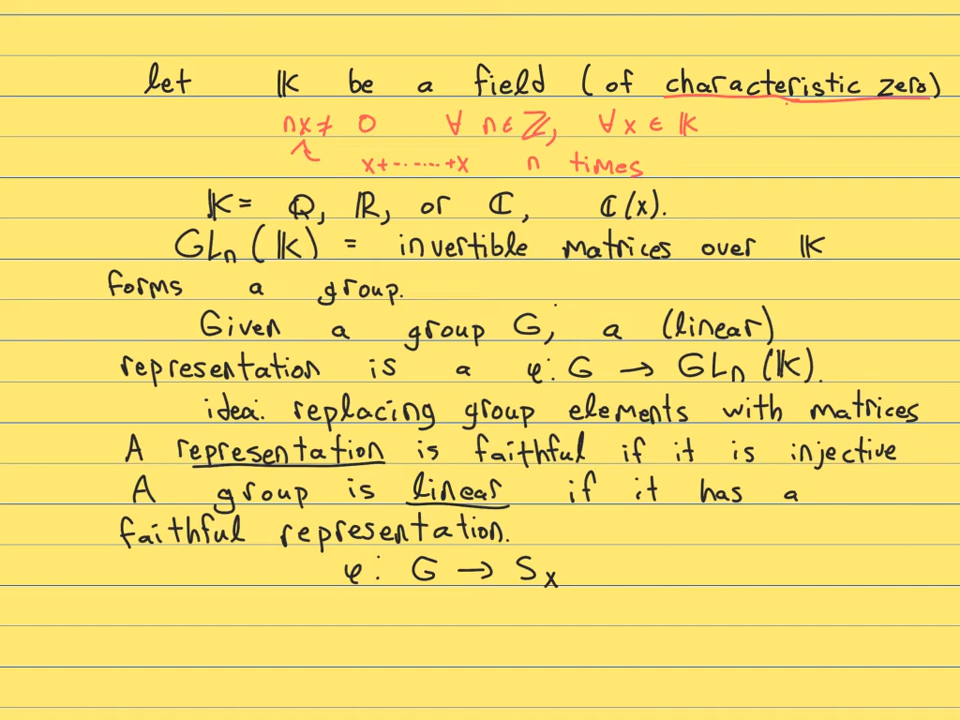 let 𝕂 be a field (of characteristic zero)
nx ≠ 0 ∀ n ∈ ℤ, ∀ x ∈ 𝕂
x+-----+x n times
𝕂 = ℚ, ℝ, or ℂ, ℂ(x).
GLₙ(𝕂) = invertible matrices over 𝕂
forms a group.
Given a group G, a (linear)
representation is a φ: G → GLₙ(𝕂).
idea: replacing group elements with matrices
A representation is faithful if it is injective
A group is linear if it has a
faithful representation.
φ: G → Sₓ